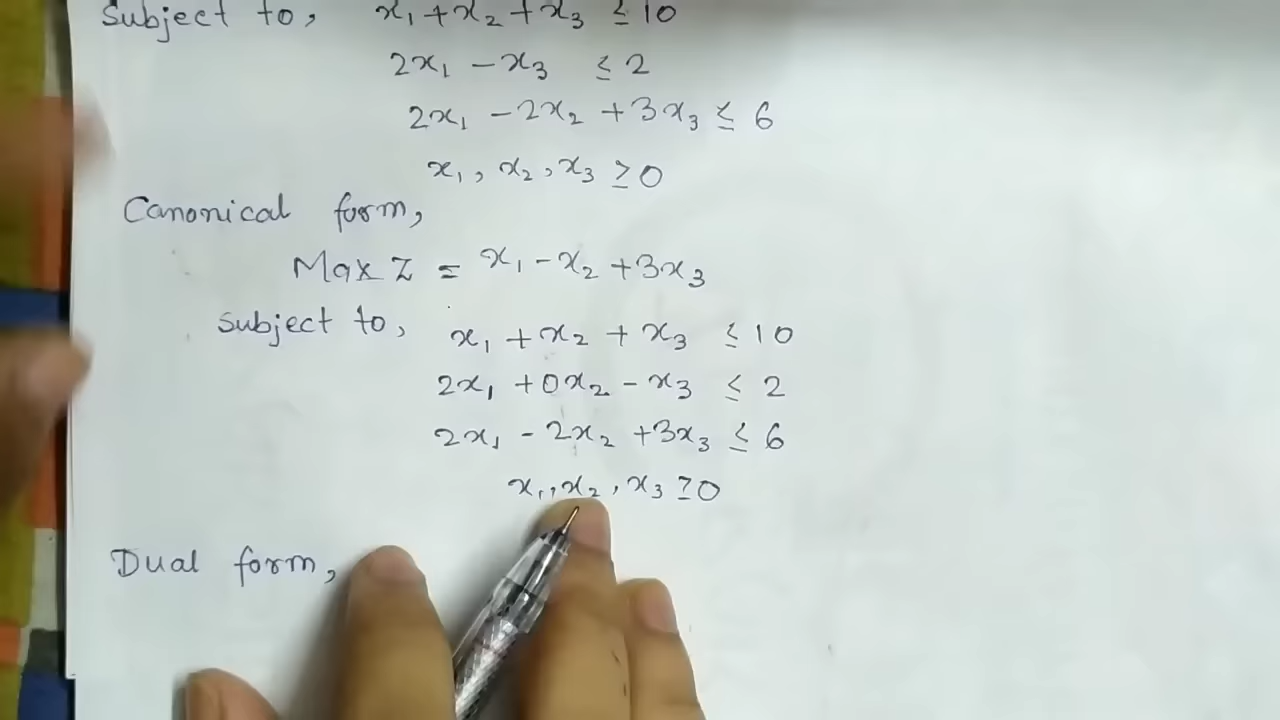 Subject to, x₁ + x₂ + x₃ ≤ 10
2x₁ - x₃ ≤ 2
2x₁ - 2x₂ + 3x₃ ≤ 6
x₁, x₂, x₃ ≥ 0
Canonical form,
Max Z = x₁ - x₂ + 3x₃
Subject to, x₁ + x₂ + x₃ ≤ 10
2x₁ + 0x₂ - x₃ ≤ 2
2x₁ - 2x₂ + 3x₃ ≤ 6
x₁, x₂, x₃ ≥ 0
Dual form,